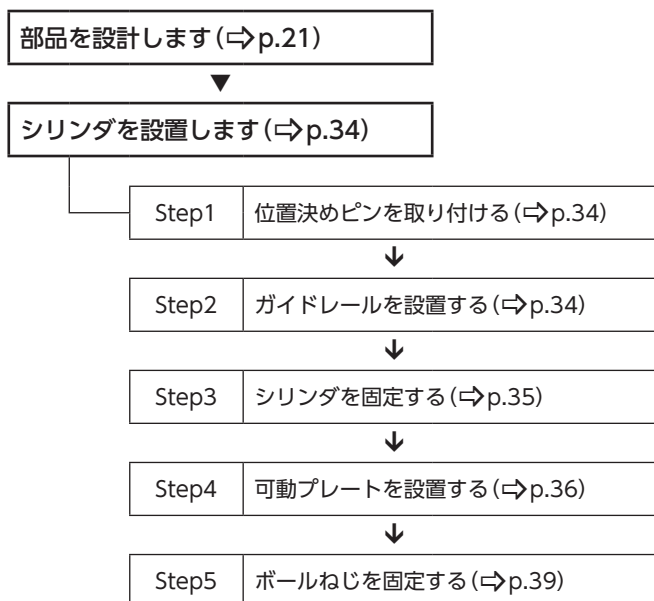 部品を設計します(⇨p.21)
▼
シリンダを設置します(⇨p.34)
Step1 位置決めピンを取り付ける(⇨p.34)
↓
Step2 ガイドレールを設置する(⇨p.34)
↓
Step3 シリンダを固定する(⇨p.35)
↓
Step4 可動プレートを設置する(⇨p.36)
↓
Step5 ボールねじを固定する(⇨p.39)